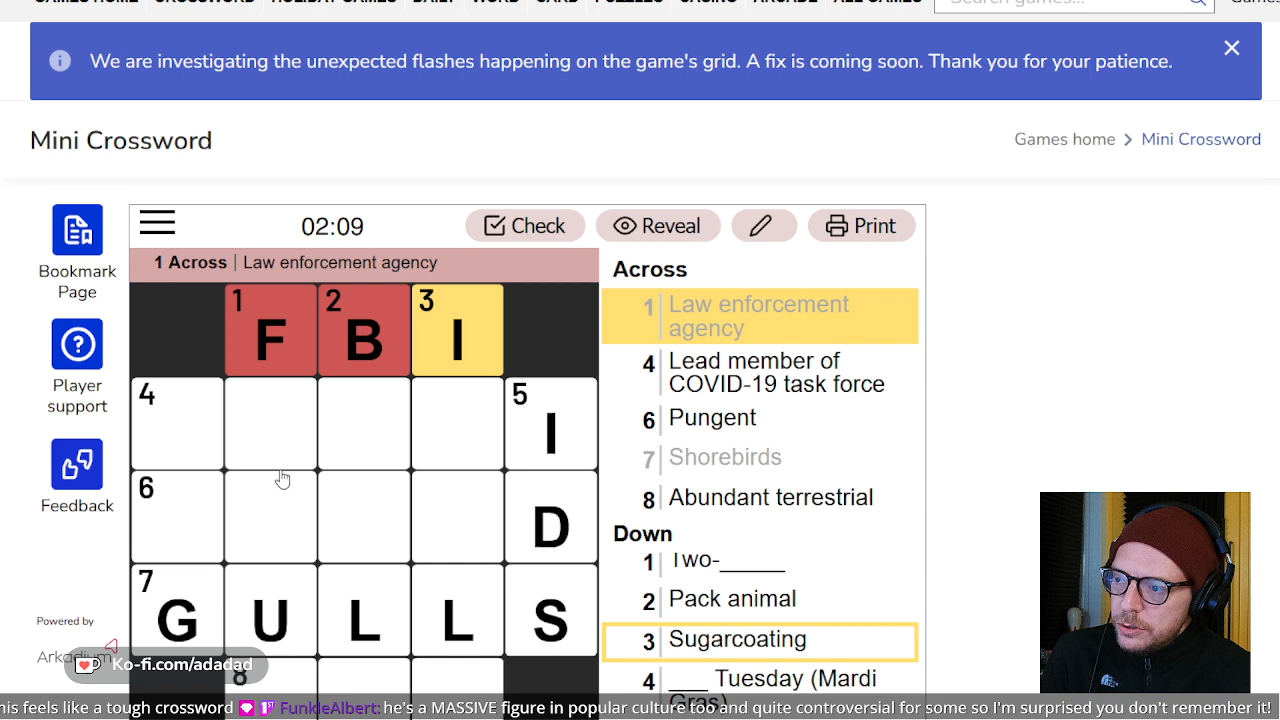 We are investigating the unexpected flashes happening on the game's grid. A fix is coming soon. Thank you for your patience.
Mini Crossword
Games home > Mini Crossword
02:09
Check
Reveal
Print
Bookmark Page
Player support
Feedback
Powered by
Arkadium
1 Across | Law enforcement agency
1 F 2 B 3 I
4 5 I
6 D
7 G U L L S
8
Across
1 Law enforcement agency
4 Lead member of COVID-19 task force
6 Pungent
7 Shorebirds
8 Abundant terrestrial
Down
1 Two-_____
2 Pack animal
3 Sugarcoating
4 ___ Tuesday (Mardi Gras)
Ko-fi.com/adadad
his feels like a tough crossword 1st FunkleAlbert: he's a MASSIVE figure in popular culture too and quite controversial for some so I'm surprised you don't remember it!